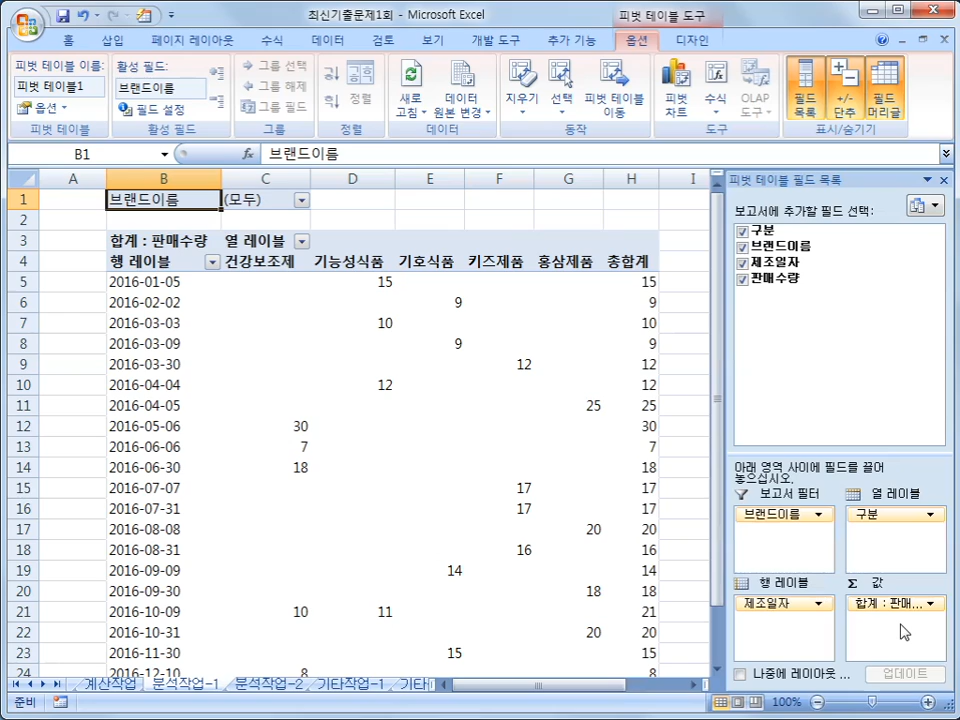 최신기출문제1회 - Microsoft Excel
피벗 테이블 도구
홈 삽입 페이지 레이아웃 수식 데이터 검토 보기 개발 도구 추가 기능 옵션 디자인
피벗 테이블 이름: 활성 필드: 그룹 선택
피벗 테이블1 브랜드이름 그룹 해제
옵션 필드 설정 그룹 필드
정렬 새로 고침 데이터 원본 변경 지우기 선택 피벗 테이블 이동 피벗 차트 수식 OLAP 도구 필드 목록 +/- 단추 필드 머리글
피벗 테이블 활성 필드 그룹 정렬 데이터 동작 도구 표시/숨기기
B1 fx 브랜드이름
A B C D E F G H I
1 브랜드이름 (모두)
2
3 합계 : 판매수량 열 레이블
4 행 레이블 건강보조제 기능성식품 기호식품 키즈제품 홍삼제품 총합계
5 2016-01-05 15 15
6 2016-02-02 9 9
7 2016-03-03 10 10
8 2016-03-09 9 9
9 2016-03-30 12 12
10 2016-04-04 12 12
11 2016-04-05 25 25
12 2016-05-06 30 30
13 2016-06-06 7 7
14 2016-06-30 18 18
15 2016-07-07 17 17
16 2016-07-31 17 17
17 2016-08-08 20 20
18 2016-08-31 16 16
19 2016-09-09 14 14
20 2016-09-30 18 18
21 2016-10-09 10 11 21
22 2016-10-31 20 20
23 2016-11-30 15 15
24 2016-12-10 8 8
계산작업 분석작업-1 분석작업-2 기타작업-1 기타
준비 100%
피벗 테이블 필드 목록
보고서에 추가할 필드 선택:
구분
브랜드이름
제조일자
판매수량
아래 영역 사이에 필드를 끌어
놓으십시오.
보고서 필터 열 레이블
브랜드이름 구분
행 레이블 Σ 값
제조일자 합계 : 판매...
나중에 레이아웃 ... 업데이트